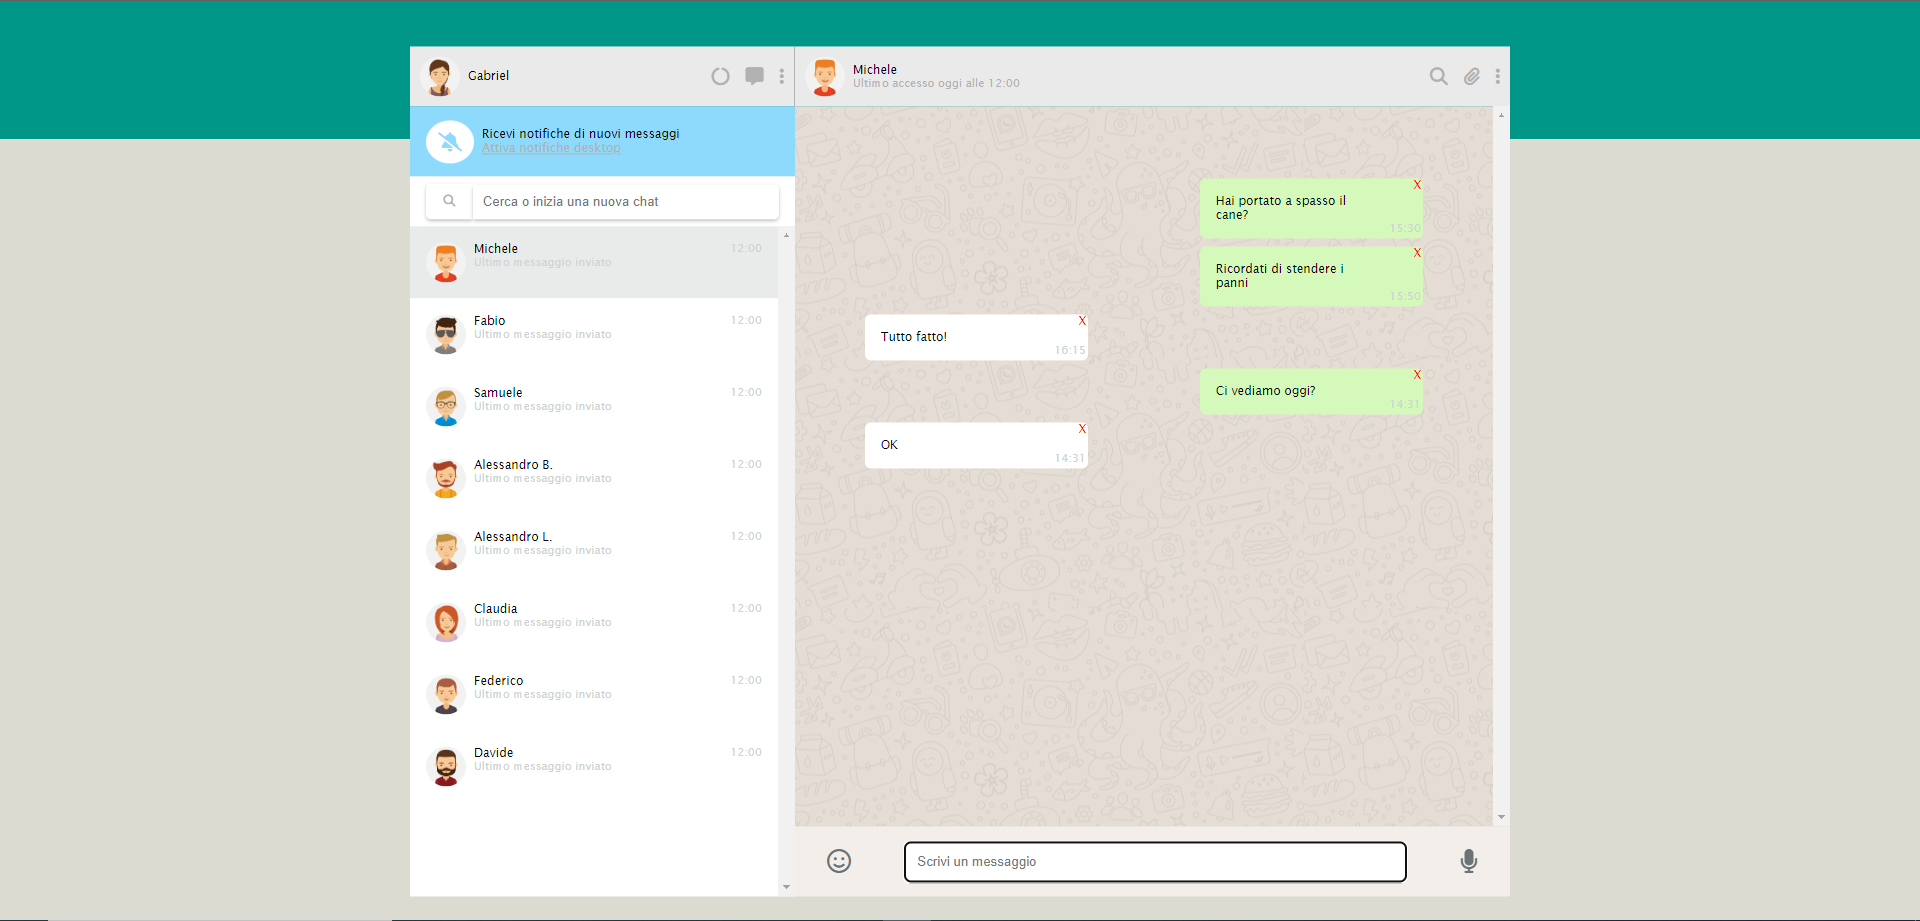 Gabriel
Ricevi notifiche di nuovi messaggi
Attiva notifiche desktop
Cerca o inizia una nuova chat
Michele 12:00
Ultimo messaggio inviato
Fabio 12:00
Ultimo messaggio inviato
Samuele 12:00
Ultimo messaggio inviato
Alessandro B. 12:00
Ultimo messaggio inviato
Alessandro L. 12:00
Ultimo messaggio inviato
Claudia 12:00
Ultimo messaggio inviato
Federico 12:00
Ultimo messaggio inviato
Davide 12:00
Ultimo messaggio inviato
Michele
Ultimo accesso oggi alle 12:00
X
Hai portato a spasso il
cane?
15:30
X
Ricordati di stendere i
panni
15:50
X
Tutto fatto!
16:15
X
Ci vediamo oggi?
14:31
X
OK
14:31
Scrivi un messaggio